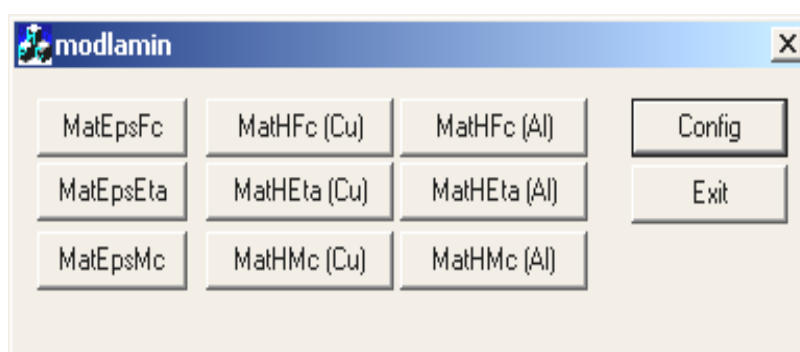 modlamin
MatEpsFc MatHFc (Cu) MatHFc (Al) Config
MatEpsEta MatHEta (Cu) MatHEta (Al) Exit
MatEpsMc MatHMc (Cu) MatHMc (Al)